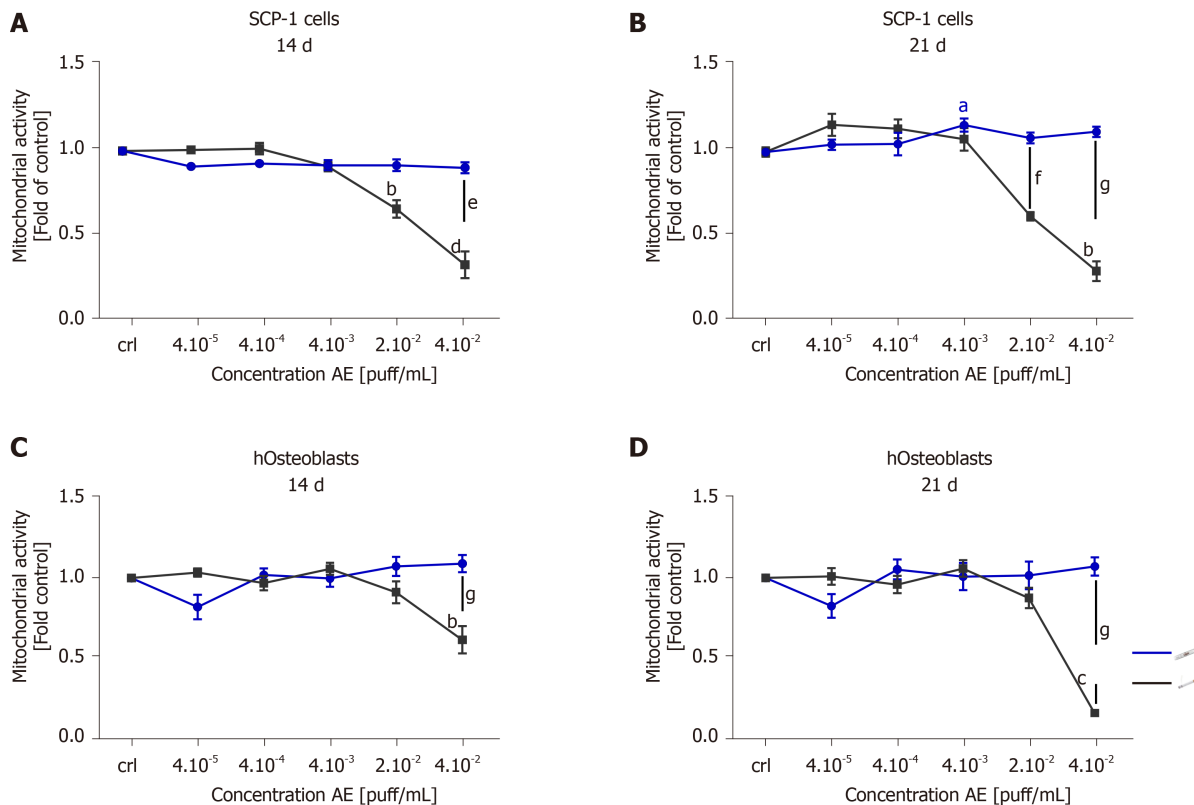 A
SCP-1 cells
14 d
Mitochondrial activity
[Fold of control]
1.5
1.0
0.5
0.0
b
d
e
crl
4.10⁻⁵
4.10⁻⁴
4.10⁻³
2.10⁻²
4.10⁻²
Concentration AE [puff/mL]
B
SCP-1 cells
21 d
Mitochondrial activity
[Fold of control]
1.5
1.0
0.5
0.0
a
f
g
b
crl
4.10⁻⁵
4.10⁻⁴
4.10⁻³
2.10⁻²
4.10⁻²
Concentration AE [puff/mL]
C
hOsteoblasts
14 d
Mitochondrial activity
[Fold control]
1.5
1.0
0.5
0.0
g
b
crl
4.10⁻⁵
4.10⁻⁴
4.10⁻³
2.10⁻²
4.10⁻²
Concentration AE [puff/mL]
D
hOsteoblasts
21 d
Mitochondrial activity
[Fold control]
1.5
1.0
0.5
0.0
g
c
crl
4.10⁻⁵
4.10⁻⁴
4.10⁻³
2.10⁻²
4.10⁻²
Concentration AE [puff/mL]